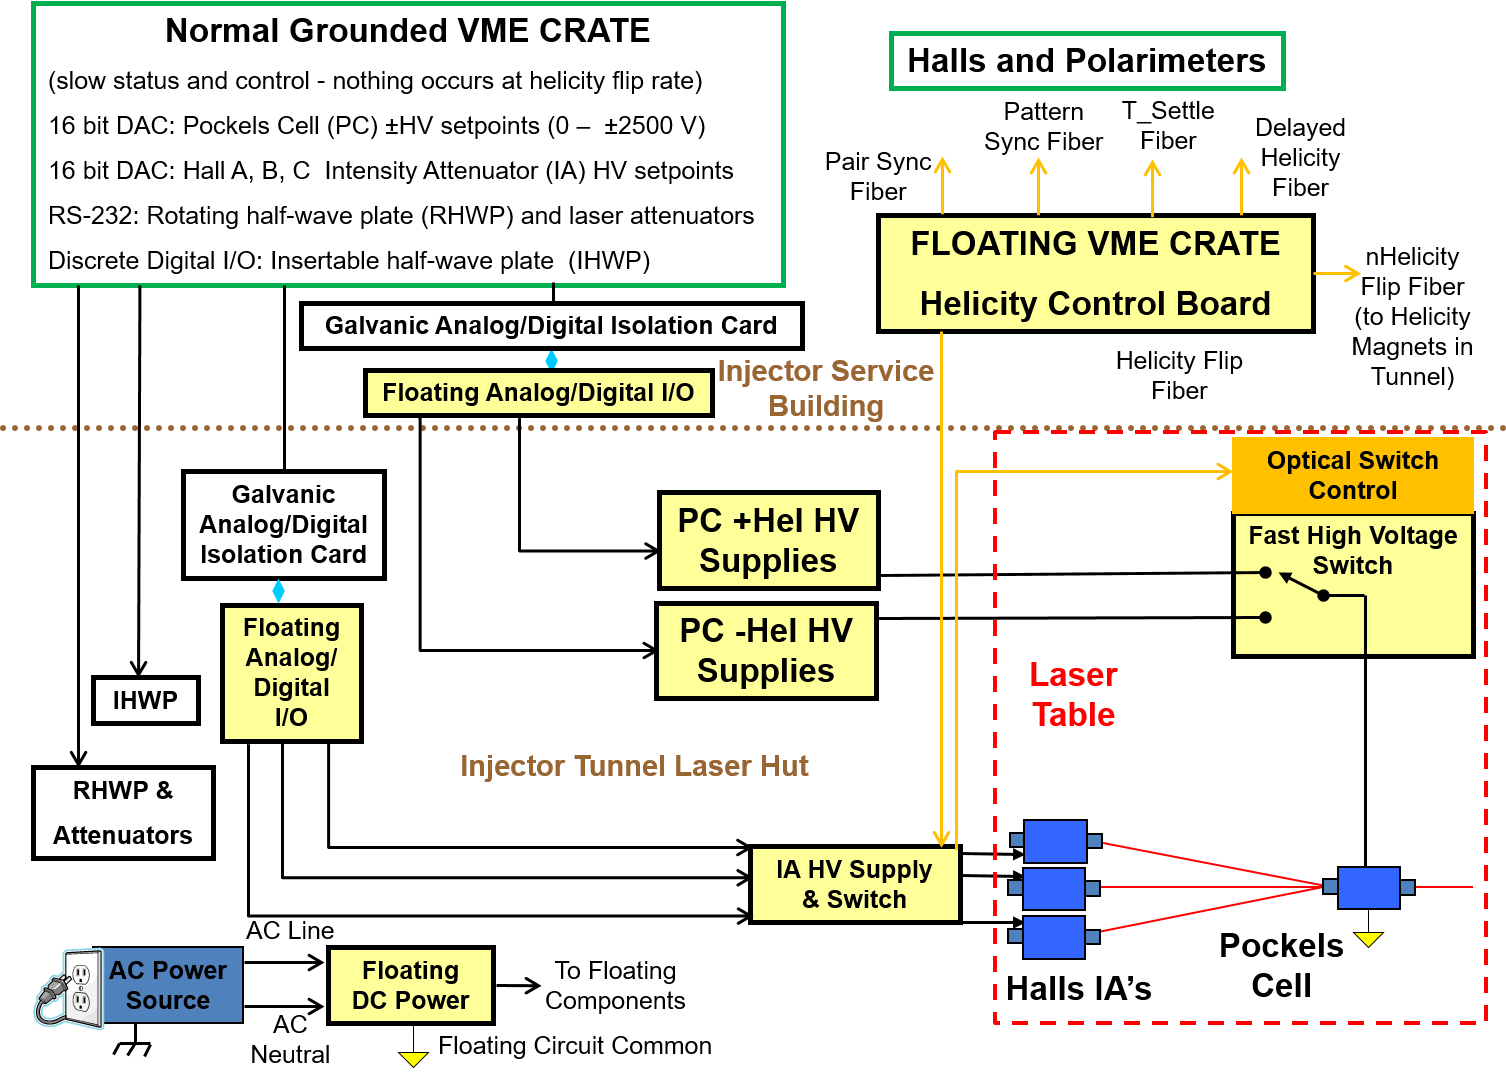 Normal Grounded VME CRATE
(slow status and control - nothing occurs at helicity flip rate)
16 bit DAC: Pockels Cell (PC) ±HV setpoints (0 – ±2500 V)
16 bit DAC: Hall A, B, C Intensity Attenuator (IA) HV setpoints
RS-232: Rotating half-wave plate (RHWP) and laser attenuators
Discrete Digital I/O: Insertable half-wave plate (IHWP)
Halls and Polarimeters
Pair Sync
Fiber
Pattern
Sync Fiber
T_Settle
Fiber
Delayed
Helicity
Fiber
FLOATING VME CRATE
Helicity Control Board
nHelicity
Flip Fiber
(to Helicity
Magnets in
Tunnel)
Galvanic Analog/Digital Isolation Card
Floating Analog/Digital I/O
Injector Service
Building
Helicity Flip
Fiber
Galvanic
Analog/Digital
Isolation Card
Floating
Analog/
Digital
I/O
PC +Hel HV
Supplies
PC -Hel HV
Supplies
Optical Switch
Control
Fast High Voltage
Switch
Laser
Table
IHWP
RHWP &
Attenuators
Injector Tunnel Laser Hut
IA HV Supply
& Switch
Halls IA’s
Pockels
Cell
AC Power
Source
AC Line
AC
Neutral
Floating
DC Power
To Floating
Components
Floating Circuit Common